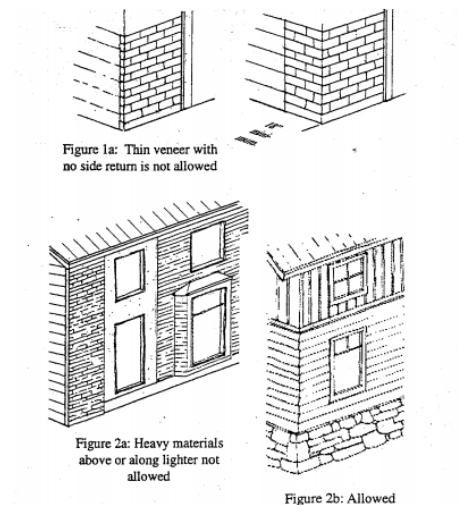 Figure 1a: Thin veneer with
no side return is not allowed
Figure 2a: Heavy materials
above or along lighter not
allowed
Figure 2b: Allowed